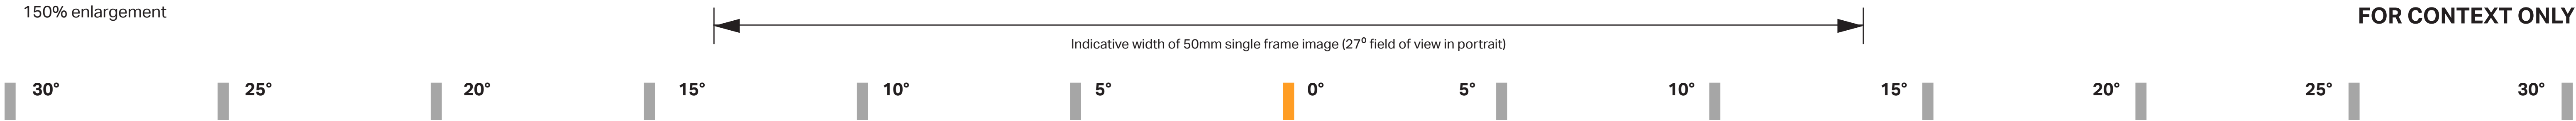 150% enlargement
FOR CONTEXT ONLY
Indicative width of 50mm single frame image (27° field of view in portrait)
30° 25° 20° 15° 10° 5° 0° 5° 10° 15° 20° 25° 30°